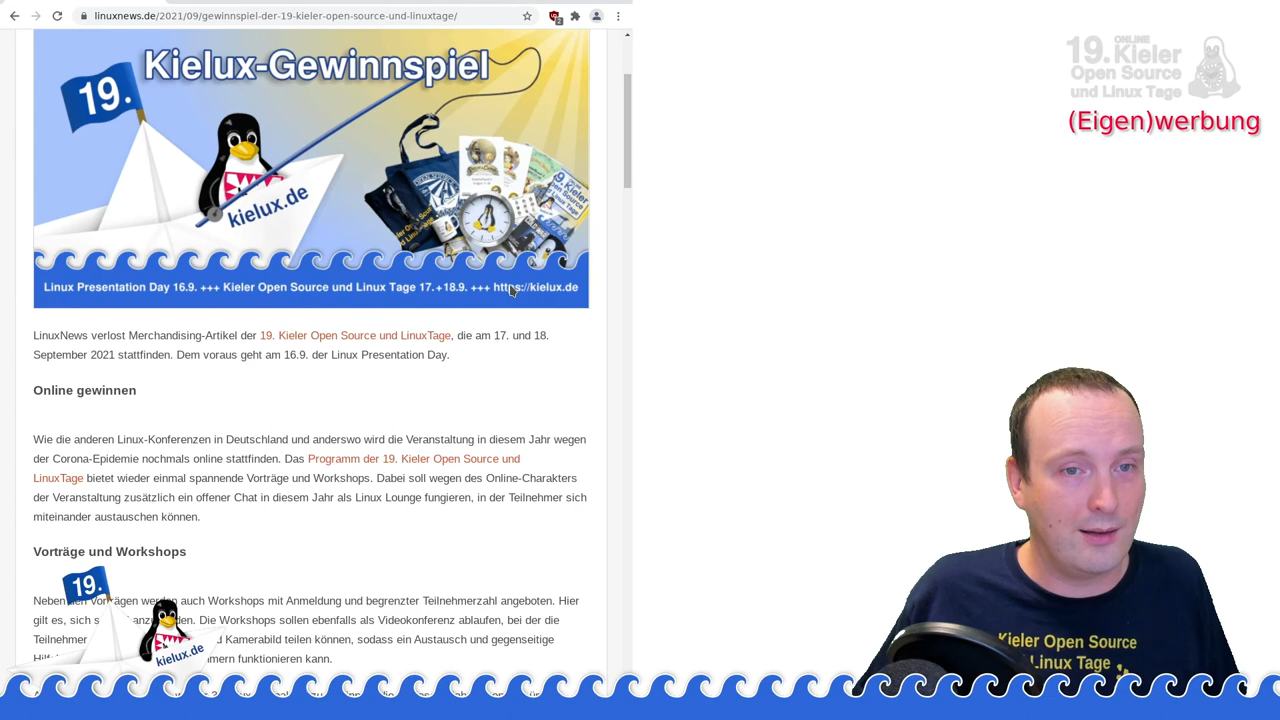 linuxnews.de/2021/09/gewinnspiel-der-19-kieler-open-source-und-linuxtage/
2
Kielux-Gewinnspiel
19.
kielux.de
19. Kieler
Open Source
und Linux Tage
Linux Presentation Day 16.9. +++ Kieler Open Source und Linux Tage 17.+18.9. +++ https://kielux.de
LinuxNews verlost Merchandising-Artikel der 19. Kieler Open Source und LinuxTage, die am 17. und 18.
September 2021 stattfinden. Dem voraus geht am 16.9. der Linux Presentation Day.
Online gewinnen
Wie die anderen Linux-Konferenzen in Deutschland und anderswo wird die Veranstaltung in diesem Jahr wegen
der Corona-Epidemie nochmals online stattfinden. Das Programm der 19. Kieler Open Source und
LinuxTage bietet wieder einmal spannende Vorträge und Workshops. Dabei soll wegen des Online-Charakters
der Veranstaltung zusätzlich ein offener Chat in diesem Jahr als Linux Lounge fungieren, in der Teilnehmer sich
miteinander austauschen können.
Vorträge und Workshops
Neben Vorträgen werden auch Workshops mit Anmeldung und begrenzter Teilnehmerzahl angeboten. Hier
gilt es, sich Die Workshops sollen ebenfalls als Videokonferenz ablaufen, bei der die
Teilnehmer Kamerabild teilen können, sodass ein Austausch und gegenseitige
funktionieren kann.
19.
kielux.de
ONLINE
19. Kieler
Open Source
und Linux Tage
(Eigen)werbung
Kieler Open Source
Linux Tage